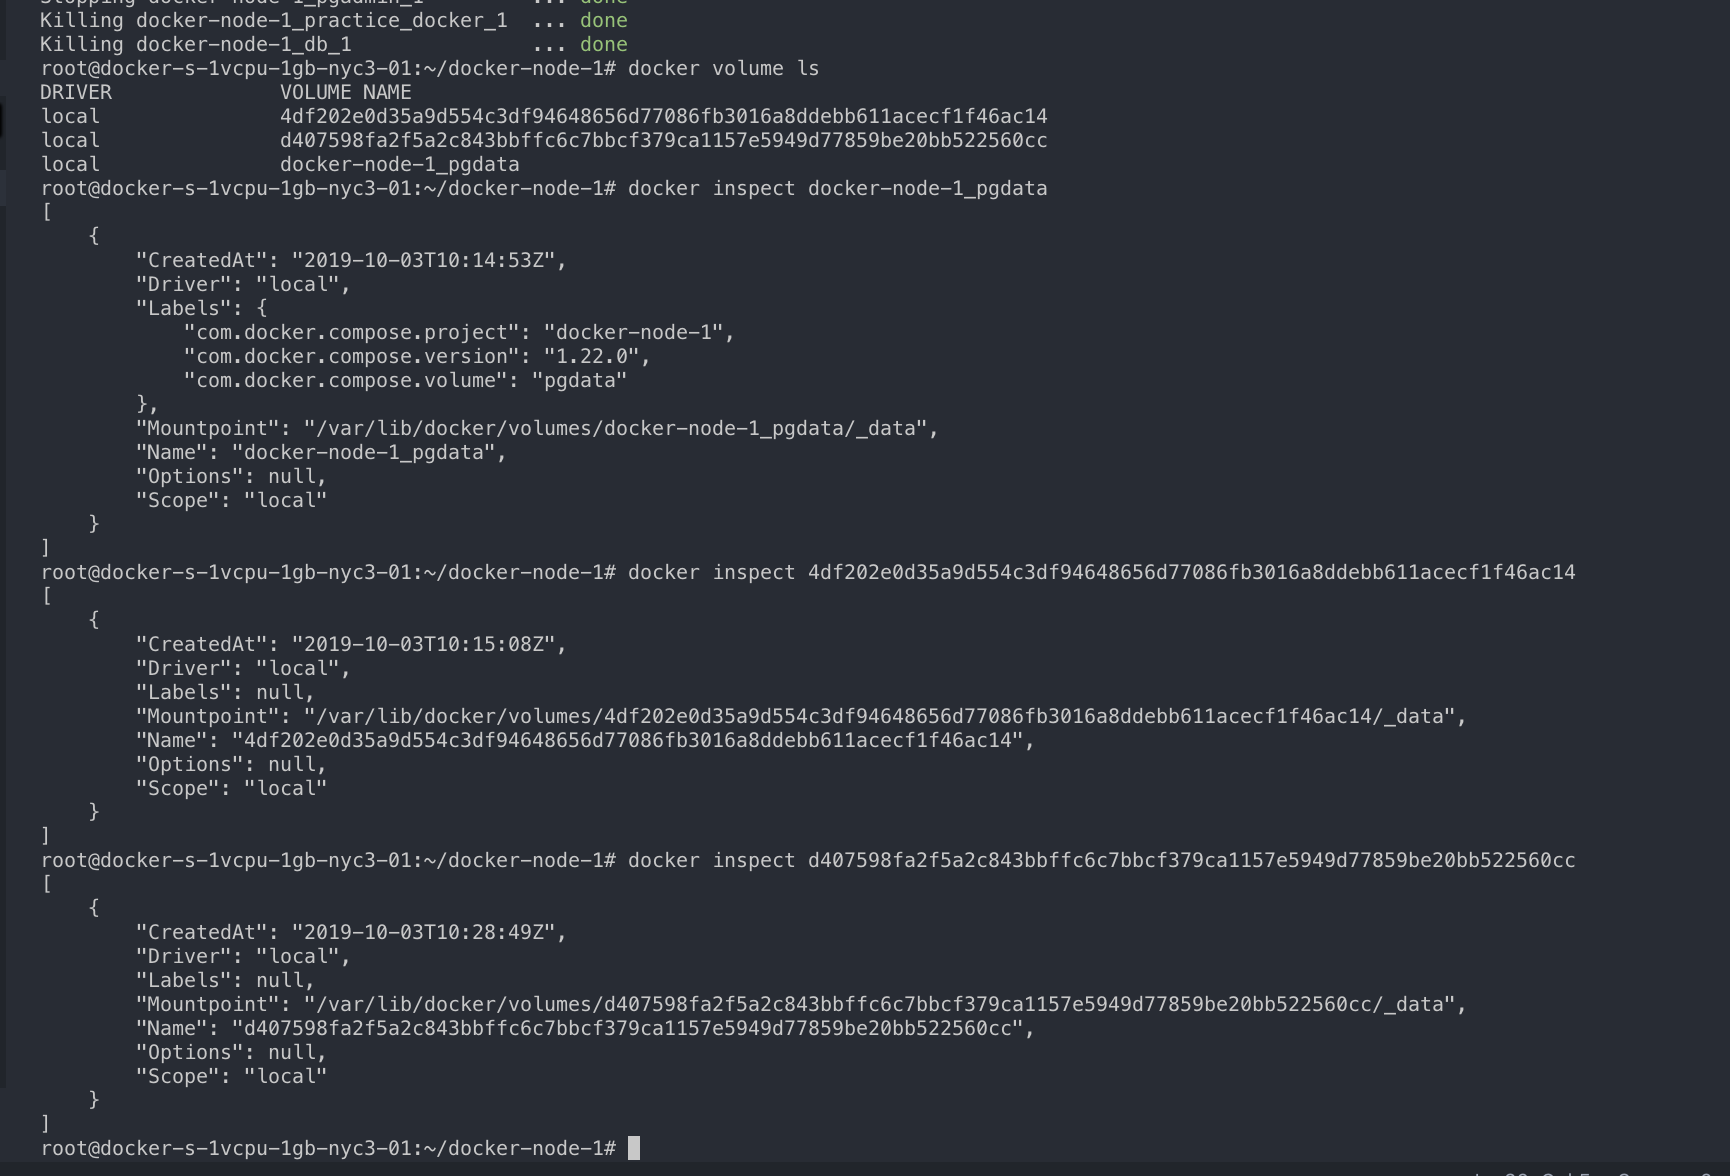 Stopping docker-node-1_pgadmin_1 ... done
Killing docker-node-1_practice_docker_1 ... done
Killing docker-node-1_db_1 ... done
root@docker-s-1vcpu-1gb-nyc3-01:~/docker-node-1# docker volume ls
DRIVER VOLUME NAME
local 4df202e0d35a9d554c3df94648656d77086fb3016a8ddebb611acecf1f46ac14
local d407598fa2f5a2c843bbffc6c7bbcf379ca1157e5949d77859be20bb522560cc
local docker-node-1_pgdata
root@docker-s-1vcpu-1gb-nyc3-01:~/docker-node-1# docker inspect docker-node-1_pgdata
[
    {
        "CreatedAt": "2019-10-03T10:14:53Z",
        "Driver": "local",
        "Labels": {
            "com.docker.compose.project": "docker-node-1",
            "com.docker.compose.version": "1.22.0",
            "com.docker.compose.volume": "pgdata"
        },
        "Mountpoint": "/var/lib/docker/volumes/docker-node-1_pgdata/_data",
        "Name": "docker-node-1_pgdata",
        "Options": null,
        "Scope": "local"
    }
]
root@docker-s-1vcpu-1gb-nyc3-01:~/docker-node-1# docker inspect 4df202e0d35a9d554c3df94648656d77086fb3016a8ddebb611acecf1f46ac14
[
    {
        "CreatedAt": "2019-10-03T10:15:08Z",
        "Driver": "local",
        "Labels": null,
        "Mountpoint": "/var/lib/docker/volumes/4df202e0d35a9d554c3df94648656d77086fb3016a8ddebb611acecf1f46ac14/_data",
        "Name": "4df202e0d35a9d554c3df94648656d77086fb3016a8ddebb611acecf1f46ac14",
        "Options": null,
        "Scope": "local"
    }
]
root@docker-s-1vcpu-1gb-nyc3-01:~/docker-node-1# docker inspect d407598fa2f5a2c843bbffc6c7bbcf379ca1157e5949d77859be20bb522560cc
[
    {
        "CreatedAt": "2019-10-03T10:28:49Z",
        "Driver": "local",
        "Labels": null,
        "Mountpoint": "/var/lib/docker/volumes/d407598fa2f5a2c843bbffc6c7bbcf379ca1157e5949d77859be20bb522560cc/_data",
        "Name": "d407598fa2f5a2c843bbffc6c7bbcf379ca1157e5949d77859be20bb522560cc",
        "Options": null,
        "Scope": "local"
    }
]
root@docker-s-1vcpu-1gb-nyc3-01:~/docker-node-1#